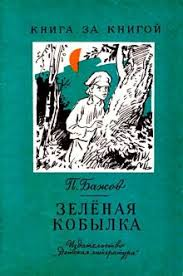 КНИГА ЗА КНИГОЙ
П. Бажов
ЗЕЛЁНАЯ
КОБЫЛКА
Издательство
"Детская литература"